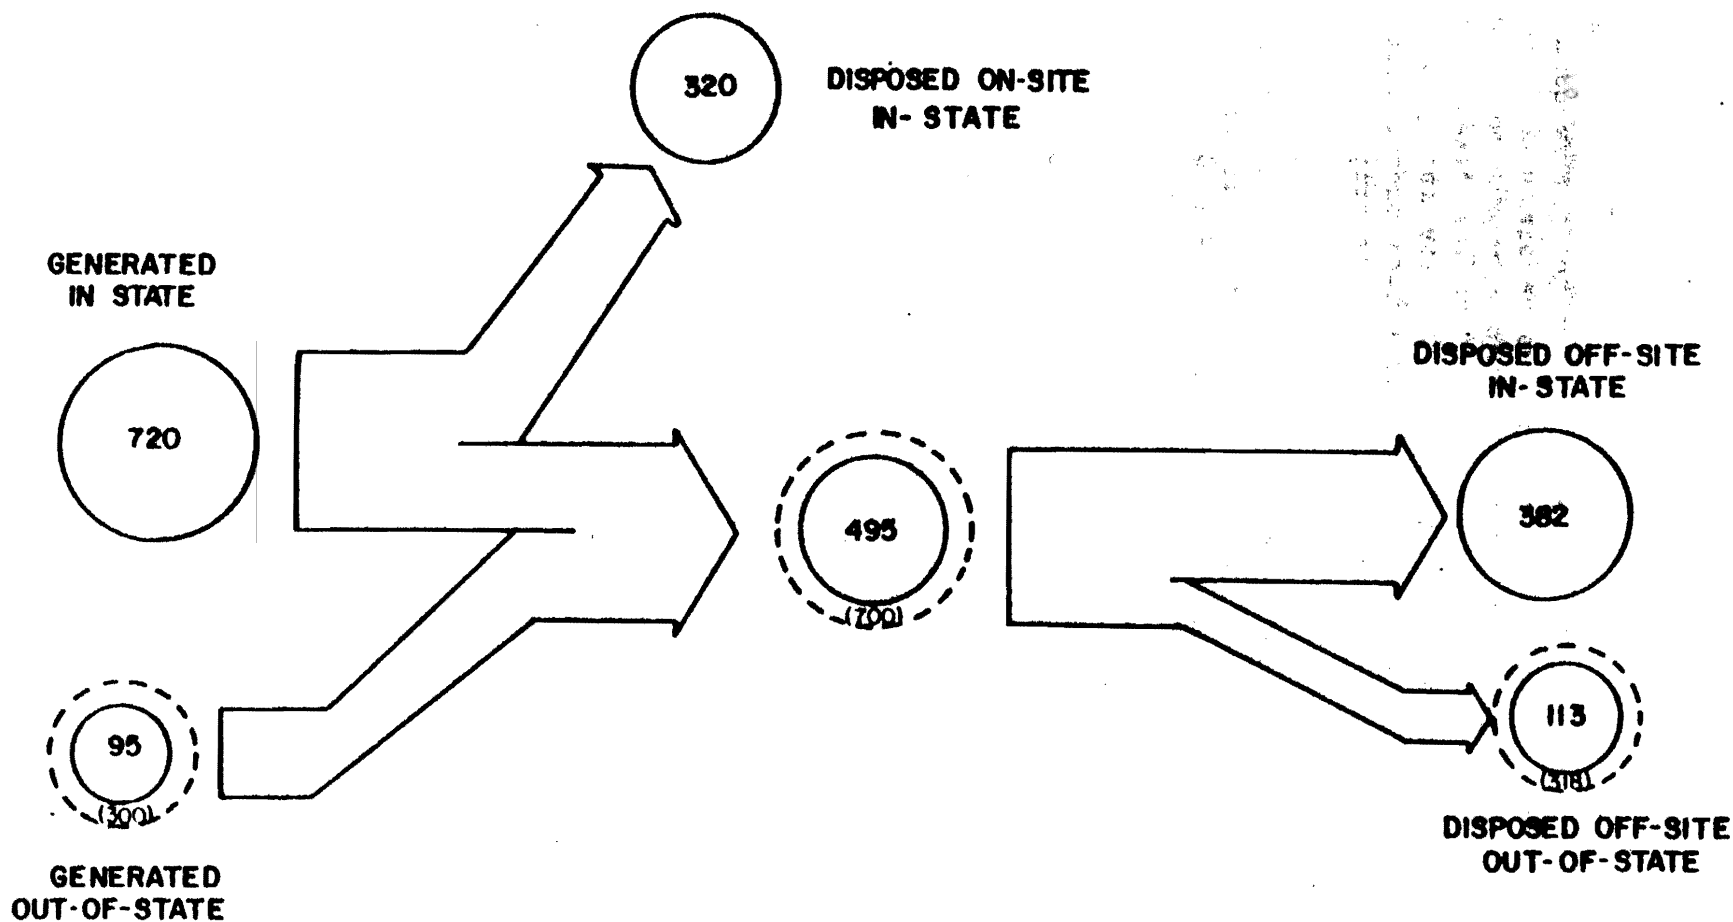 320
DISPOSED ON-SITE
IN- STATE
GENERATED
IN STATE
720
DISPOSED OFF-SITE
IN-STATE
495
(700)
382
95
(300)
113
(318)
GENERATED
OUT-OF-STATE
DISPOSED OFF-SITE
OUT-OF-STATE